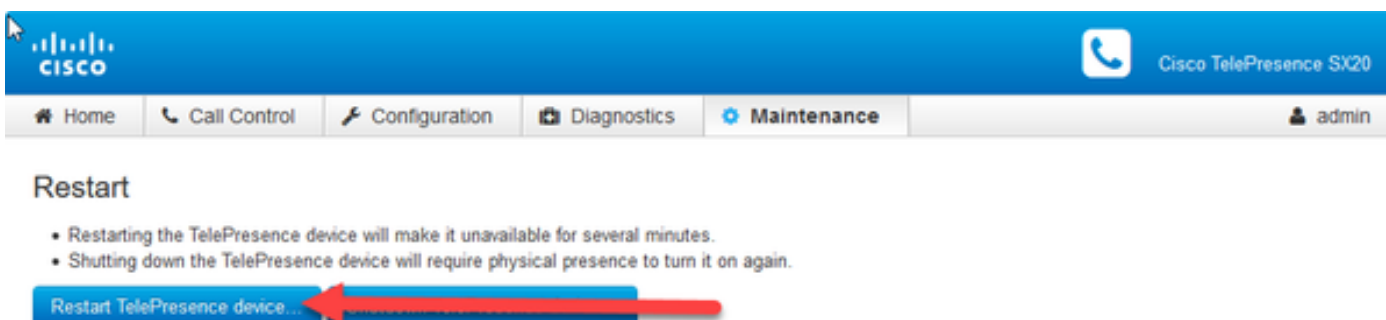 CISCO
Cisco TelePresence SX20
Home Call Control Configuration Diagnostics Maintenance admin
Restart
• Restarting the TelePresence device will make it unavailable for several minutes.
• Shutting down the TelePresence device will require physical presence to turn it on again.
Restart TelePresence device...